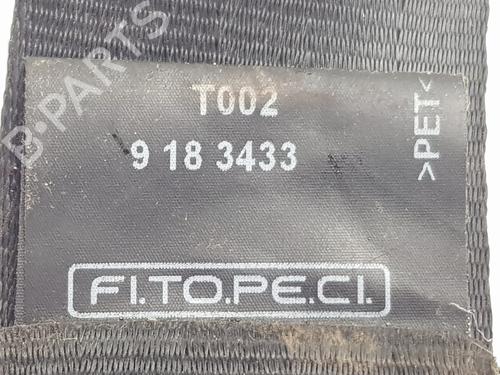 T002
9 18 3433
>PET<
FI.TO.PE.CI.
B-PARTS